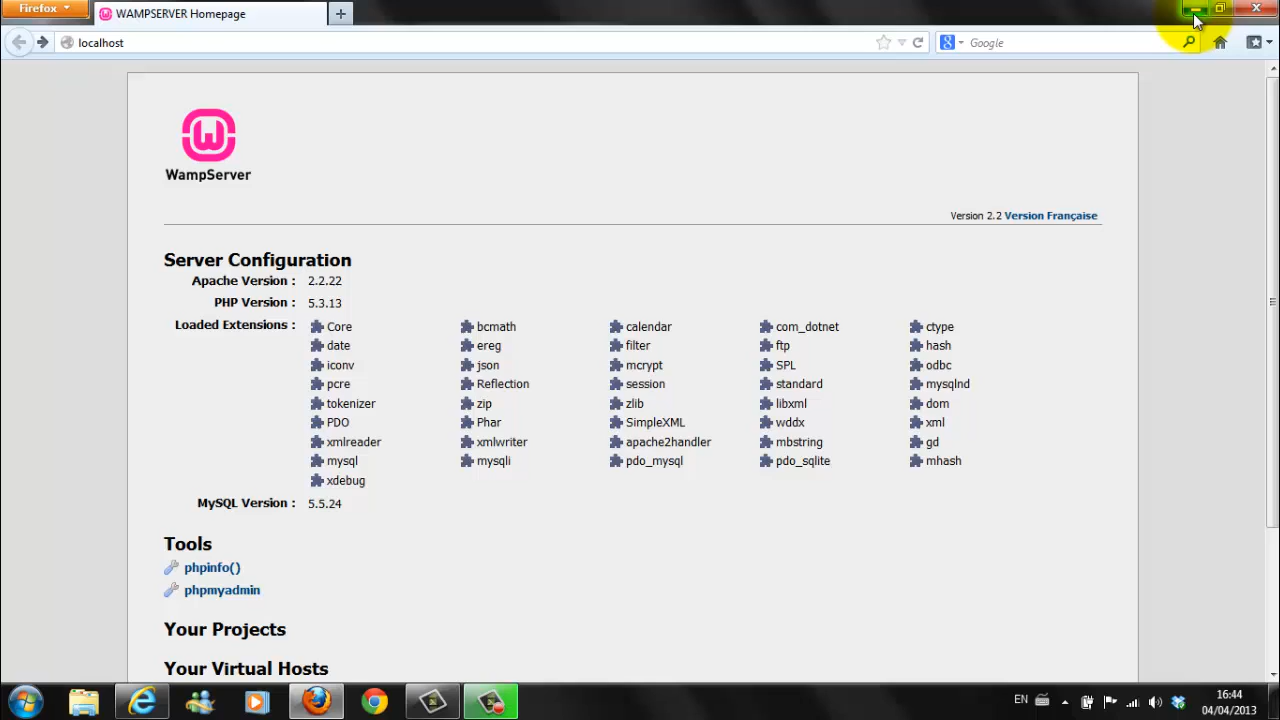 Firefox
WAMPSERVER Homepage
localhost
Google
WampServer
Version 2.2 Version Française
Server Configuration
Apache Version : 2.2.22
PHP Version : 5.3.13
Loaded Extensions : Core bcmath calendar com_dotnet ctype
date ereg filter ftp hash
iconv json mcrypt SPL odbc
pcre Reflection session standard mysqlnd
tokenizer zip zlib libxml dom
PDO Phar SimpleXML wddx xml
xmlreader xmlwriter apache2handler mbstring gd
mysql mysqli pdo_mysql pdo_sqlite mhash
xdebug
MySQL Version : 5.5.24
Tools
phpinfo()
phpmyadmin
Your Projects
Your Virtual Hosts
EN
16:44
04/04/2013